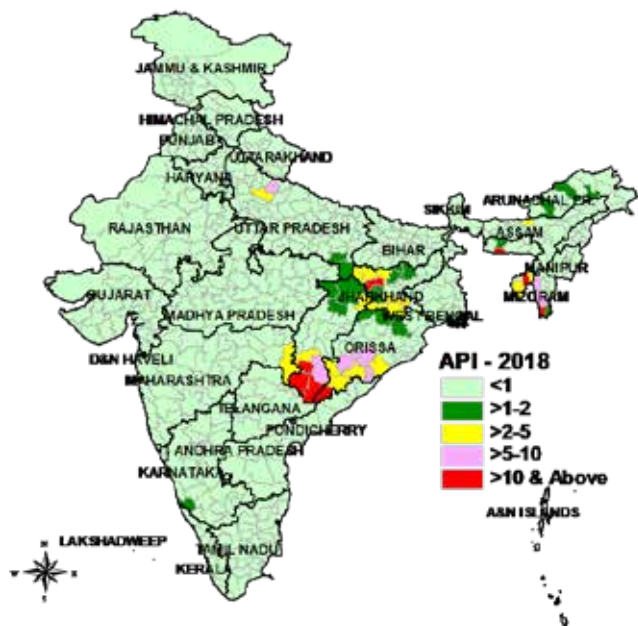 JAMMU & KASHMIR
HIMACHAL PRADESH
PUNJAB
UTTARAKHAND
HARYANA
ARUNACHAL PR.
SIKKIM
RAJASTHAN
UTTAR PRADESH
ASSAM
BIHAR
MANIPUR
GUJARAT
JHARKHAND
MIZORAM
MADHYA PRADESH
WEST BENGAL
ORISSA
D&N HAVELI
MAHARASHTRA
TELANGANA
PONDICHERRY
ANDHRA PRADESH
KARNATAKA
A&N ISLANDS
LAKSHADWEEP
TAMIL NADU
KERALA
API - 2018
<1
>1-2
>2-5
>5-10
>10 & Above
N
W
E
S